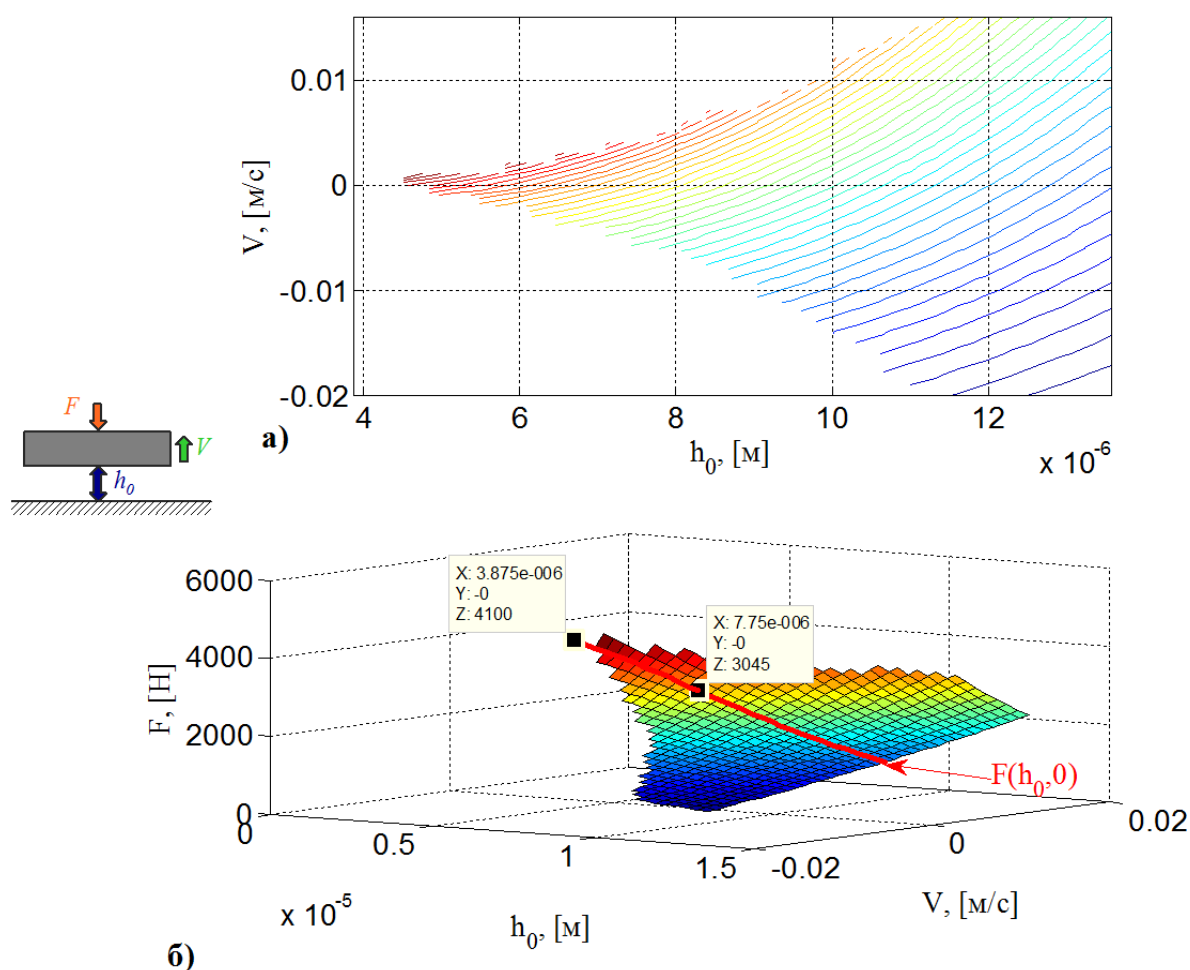 0.01
0
-0.01
-0.02
V, [м/с]
4
6
8
10
12
h₀, [м]
x 10⁻⁶
а)
F
V
h₀
6000
4000
2000
0
F, [Н]
X: 3.875e-006
Y: -0
Z: 4100
X: 7.75e-006
Y: -0
Z: 3045
F(h₀,0)
0
0.5
1
1.5
x 10⁻⁵
h₀, [м]
-0.02
0
0.02
V, [м/с]
б)